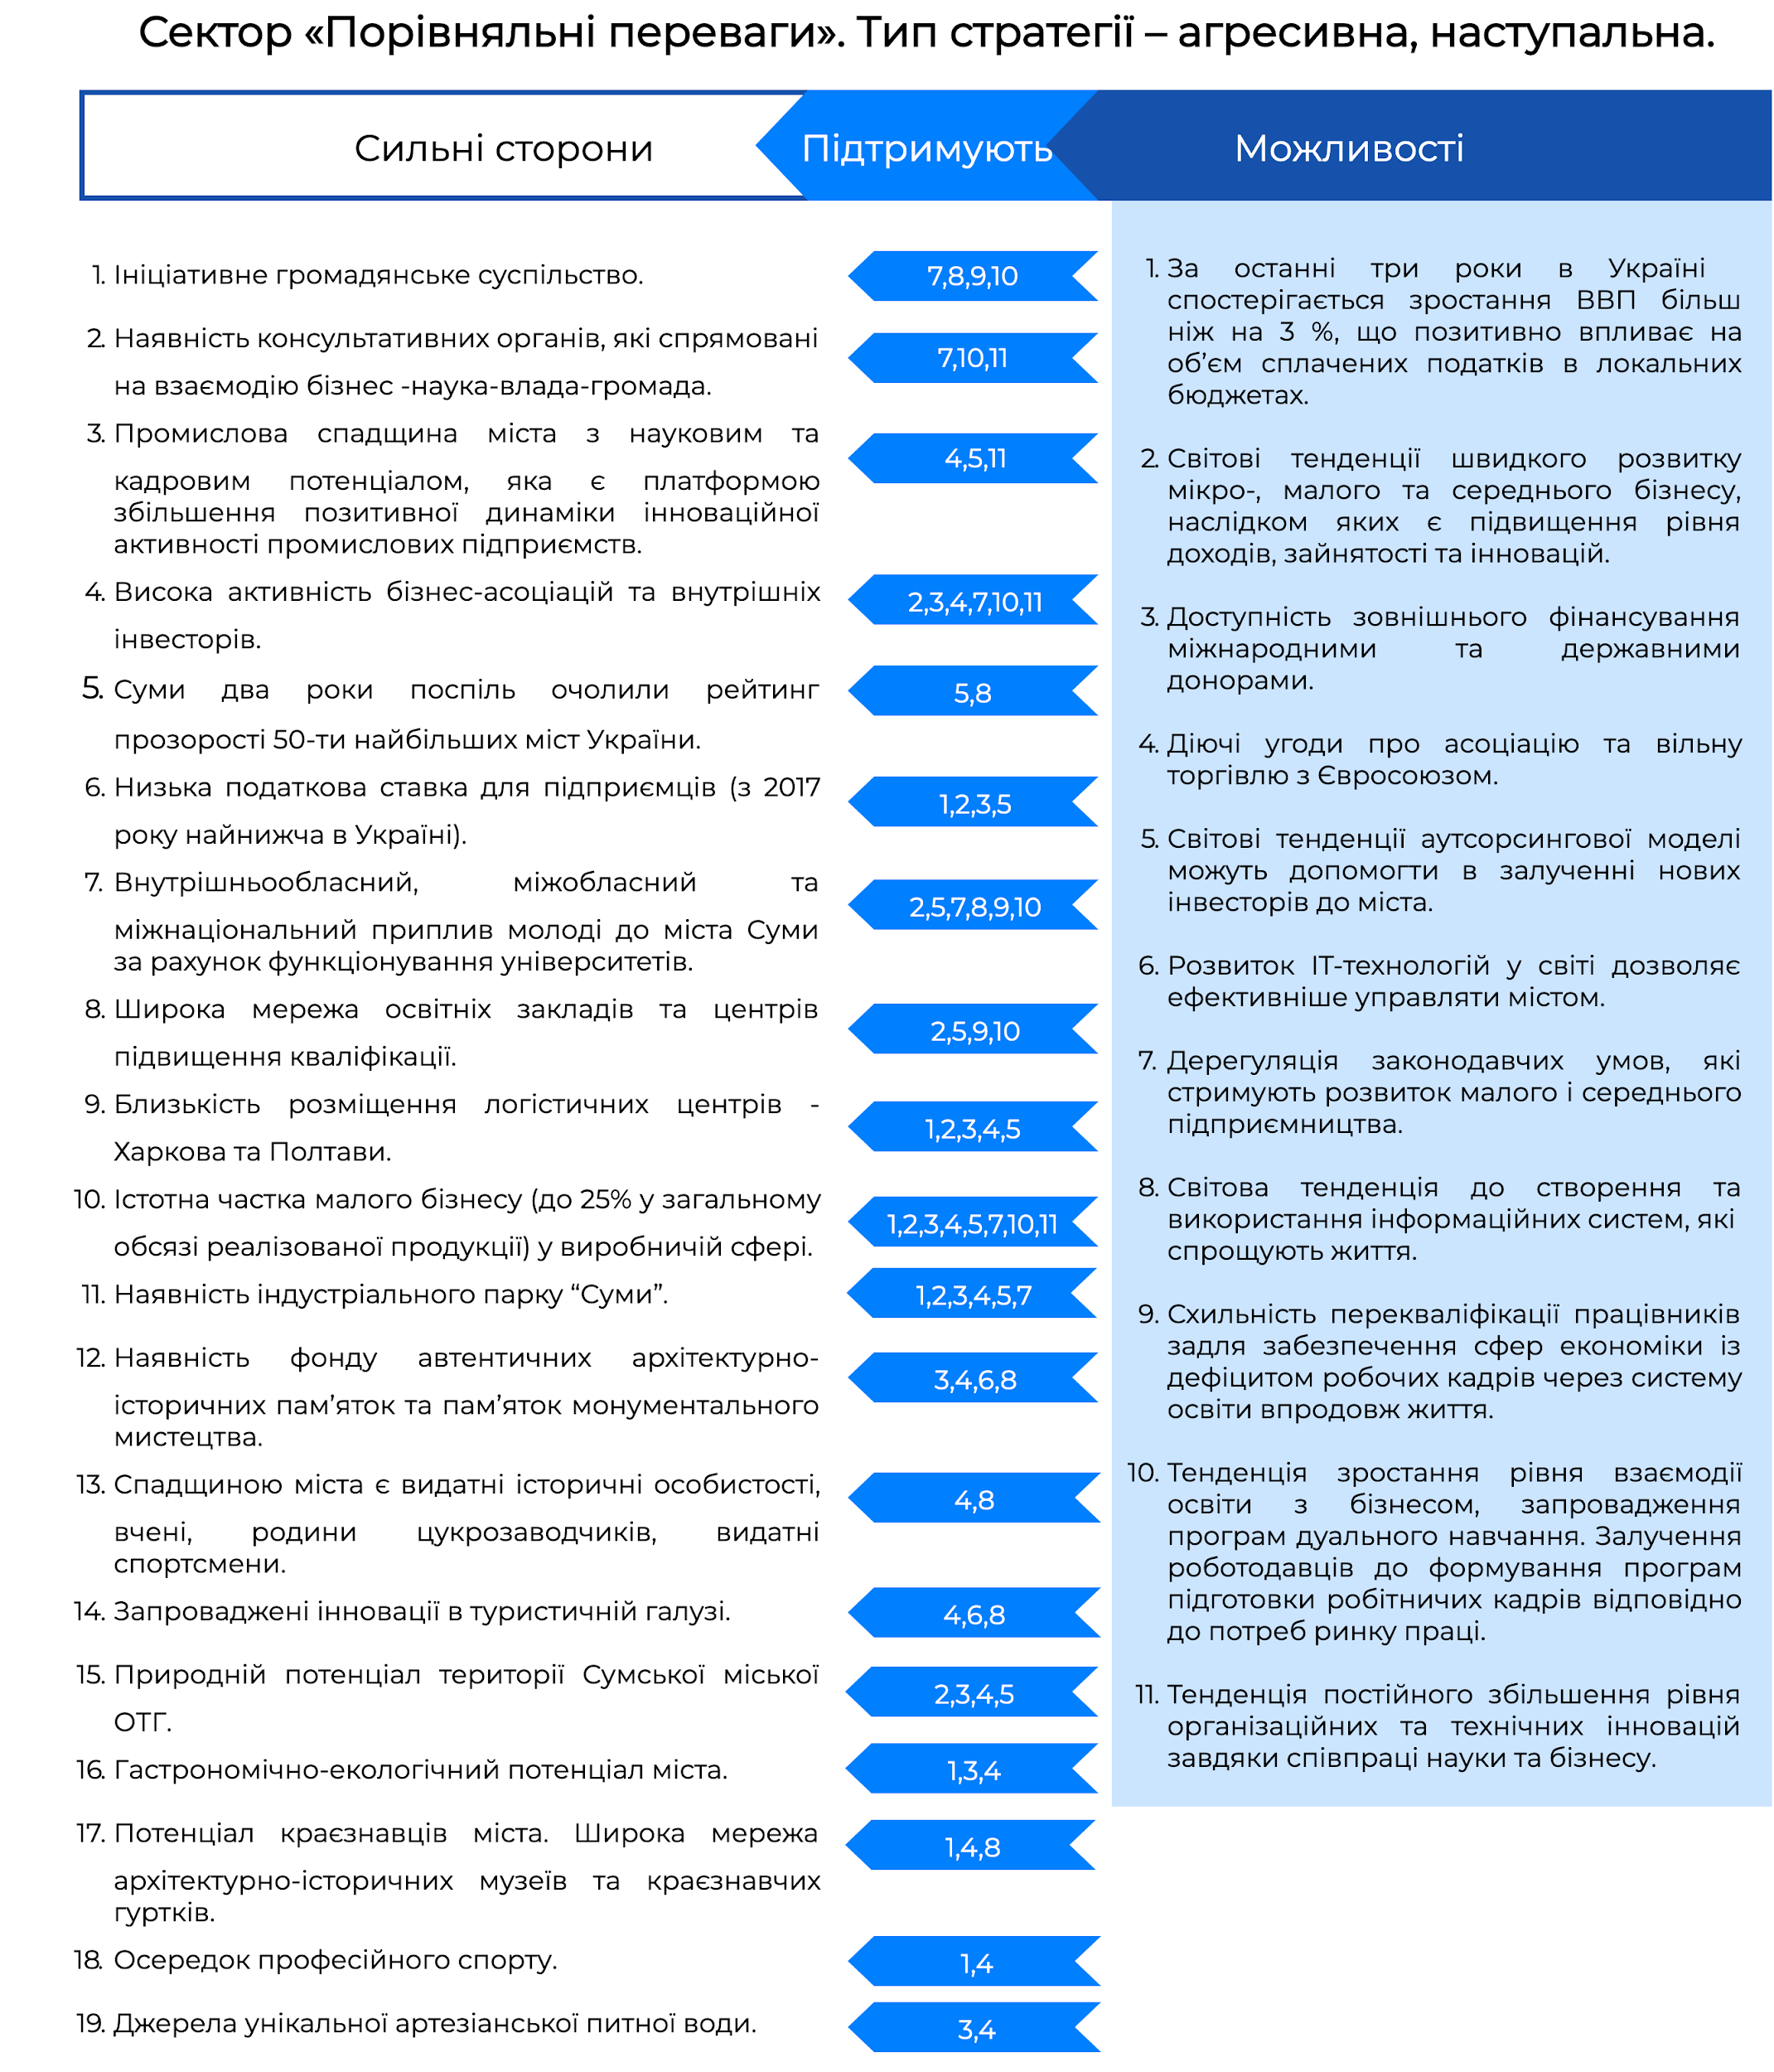 Сектор «Порівняльні переваги». Тип стратегії – агресивна, наступальна.
Сильні сторони
Підтримують
Можливості
1. Ініціативне громадянське суспільство.
2. Наявність консультативних органів, які спрямовані
на взаємодію бізнес -наука-влада-громада.
3. Промислова спадщина міста з науковим та
кадровим потенціалом, яка є платформою
збільшення позитивної динаміки інноваційної
активності промислових підприємств.
4. Висока активність бізнес-асоціацій та внутрішніх
інвесторів.
5. Суми два роки поспіль очолили рейтинг
прозорості 50-ти найбільших міст України.
6. Низька податкова ставка для підприємців (з 2017
року найнижча в Україні).
7. Внутрішньообласний, міжобласний та
міжнаціональний приплив молоді до міста Суми
за рахунок функціонування університетів.
8. Широка мережа освітніх закладів та центрів
підвищення кваліфікації.
9. Близькість розміщення логістичних центрів -
Харкова та Полтави.
10. Істотна частка малого бізнесу (до 25% у загальному
обсязі реалізованої продукції) у виробничій сфері.
11. Наявність індустріального парку “Суми”.
12. Наявність фонду автентичних архітектурно-
історичних пам’яток та пам’яток монументального
мистецтва.
13. Спадщиною міста є видатні історичні особистості,
вчені, родини цукрозаводчиків, видатні
спортсмени.
14. Запроваджені інновації в туристичній галузі.
15. Природній потенціал території Сумської міської
ОТГ.
16. Гастрономічно-екологічний потенціал міста.
17. Потенціал краєзнавців міста. Широка мережа
архітектурно-історичних музеїв та краєзнавчих
гуртків.
18. Осередок професійного спорту.
19. Джерела унікальної артезіанської питної води.
7,8,9,10
7,10,11
4,5,11
2,3,4,7,10,11
5,8
1,2,3,5
2,5,7,8,9,10
2,5,9,10
1,2,3,4,5
1,2,3,4,5,7,10,11
1,2,3,4,5,7
3,4,6,8
4,8
4,6,8
2,3,4,5
1,3,4
1,4,8
1,4
3,4
1. За останні три роки в Україні
спостерігається зростання ВВП більш
ніж на 3 %, що позитивно впливає на
об’єм сплачених податків в локальних
бюджетах.
2. Світові тенденції швидкого розвитку
мікро-, малого та середнього бізнесу,
наслідком яких є підвищення рівня
доходів, зайнятості та інновацій.
3. Доступність зовнішнього фінансування
міжнародними та державними
донорами.
4. Діючі угоди про асоціацію та вільну
торгівлю з Євросоюзом.
5. Світові тенденції аутсорсингової моделі
можуть допомогти в залученні нових
інвесторів до міста.
6. Розвиток ІТ-технологій у світі дозволяє
ефективніше управляти містом.
7. Дерегуляція законодавчих умов, які
стримують розвиток малого і середнього
підприємництва.
8. Світова тенденція до створення та
використання інформаційних систем, які
спрощують життя.
9. Схильність перекваліфікації працівників
задля забезпечення сфер економіки із
дефіцитом робочих кадрів через систему
освіти впродовж життя.
10. Тенденція зростання рівня взаємодії
освіти з бізнесом, запровадження
програм дуального навчання. Залучення
роботодавців до формування програм
підготовки робітничих кадрів відповідно
до потреб ринку праці.
11. Тенденція постійного збільшення рівня
організаційних та технічних інновацій
завдяки співпраці науки та бізнесу.